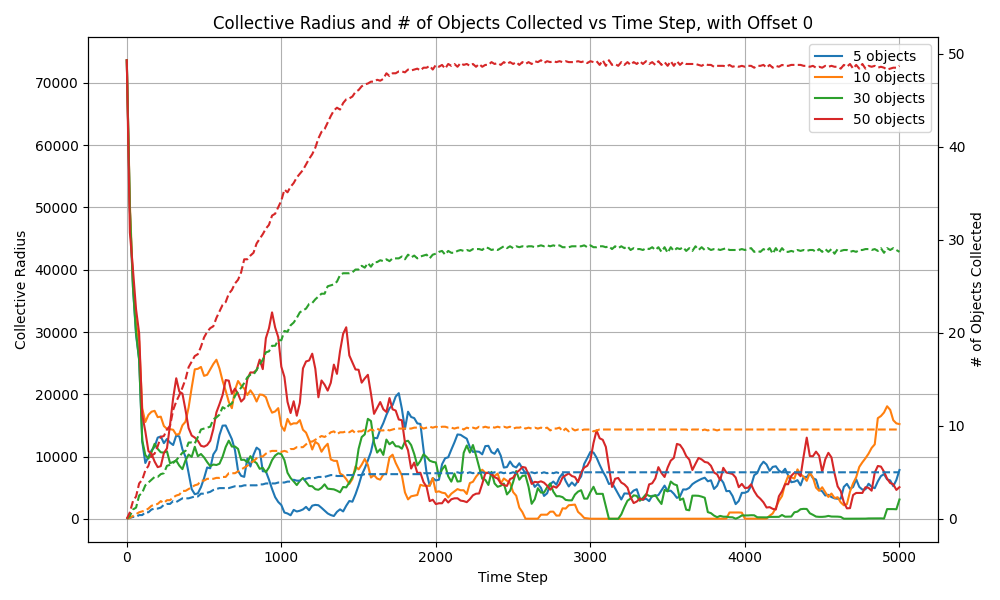 Collective Radius and # of Objects Collected vs Time Step, with Offset 0
5 objects
10 objects
30 objects
50 objects
Collective Radius
70000
60000
50000
40000
30000
20000
10000
0
50
40
30
20
10
0
# of Objects Collected
0
1000
2000
3000
4000
5000
Time Step